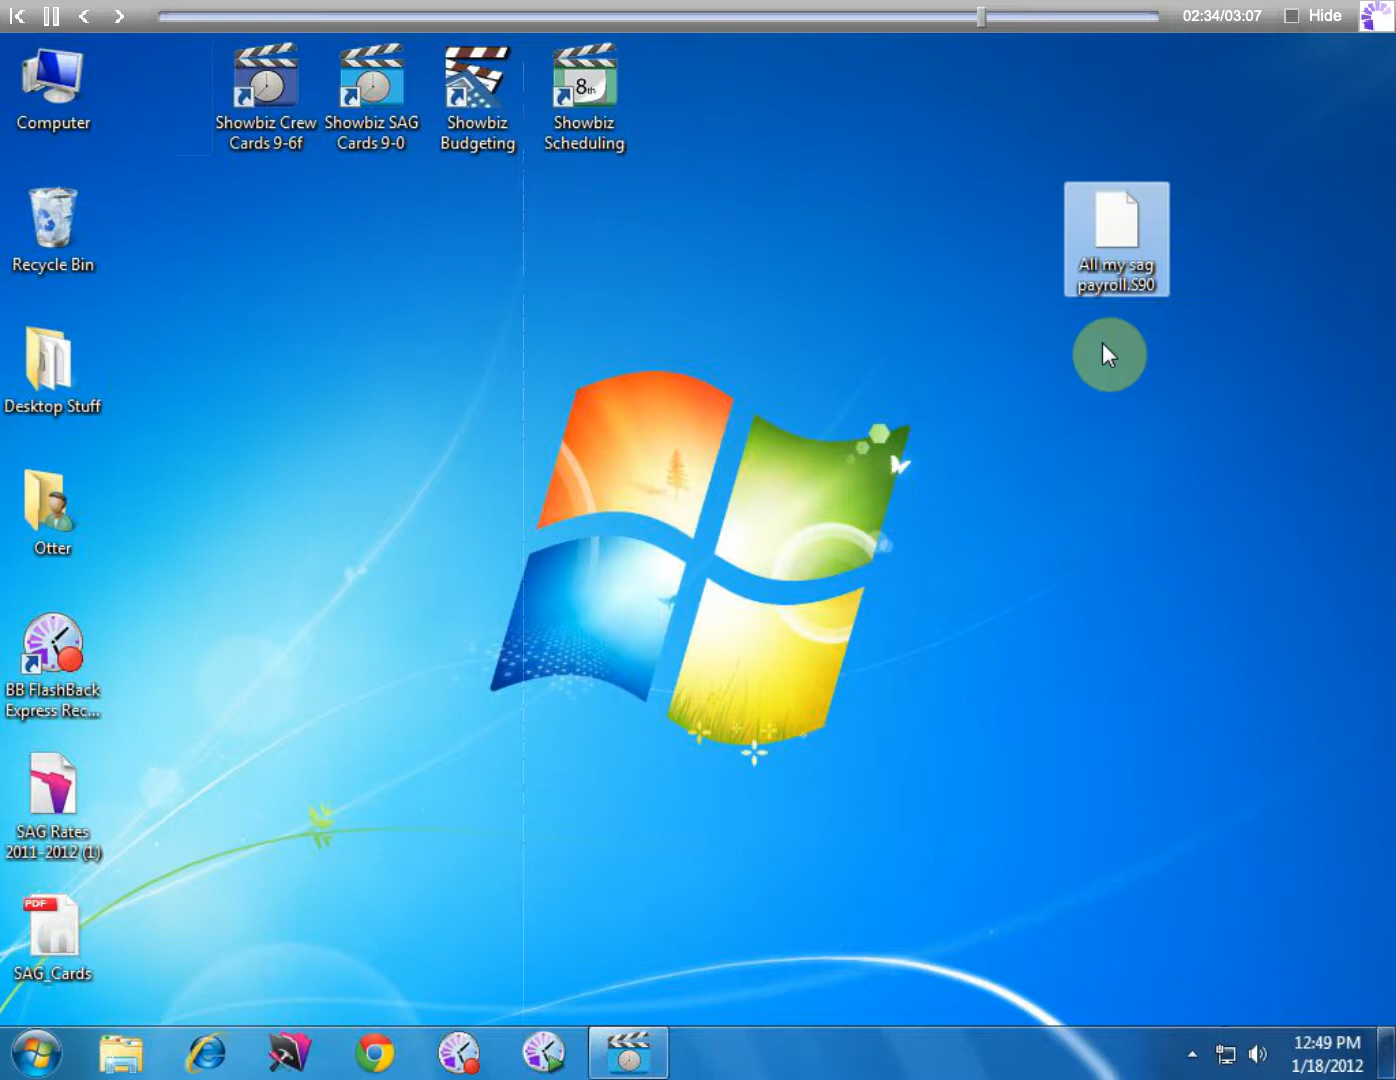 02:34/03:07
Hide
Computer
Showbiz Crew
Cards 9-6f
Showbiz SAG
Cards 9-0
Showbiz
Budgeting
8th
Showbiz
Scheduling
All my sag
payroll.S90
Recycle Bin
Desktop Stuff
Otter
BB FlashBack
Express Rec...
SAG Rates
2011-2012 (1)
PDF
SAG_Cards
12:49 PM
1/18/2012